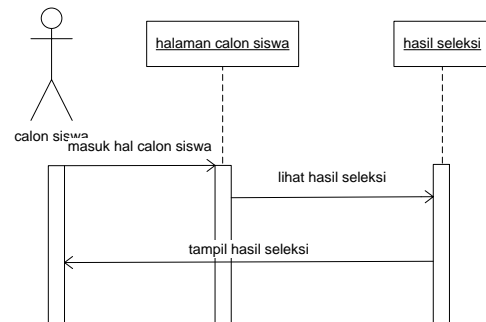 halaman calon siswa
hasil seleksi
calon siswa
masuk hal calon siswa
lihat hasil seleksi
tampil hasil seleksi